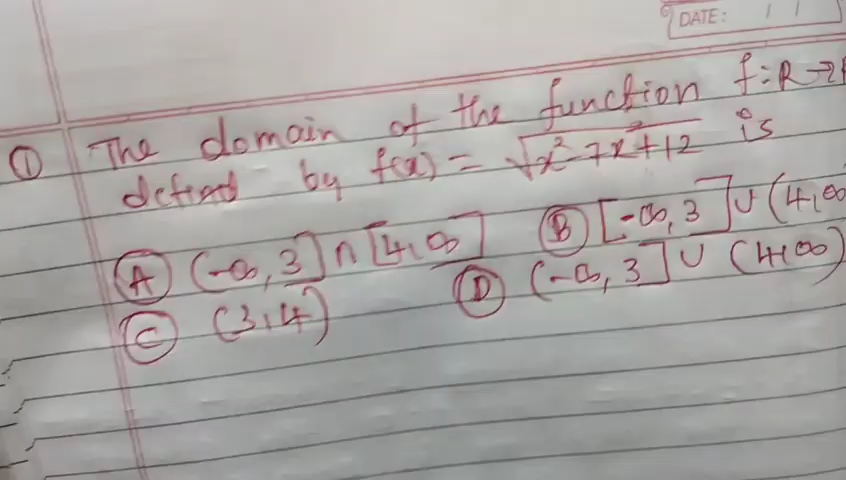 DATE: / /
① The domain of the function f:R→
defined by f(x) = √x²-7x²+12 is
Ⓐ (-∞, 3] ∩ [4,∞] Ⓑ [-∞, 3] ∪ (4,∞
Ⓒ (3,4) Ⓓ (-∞, 3] ∪ (4,∞)